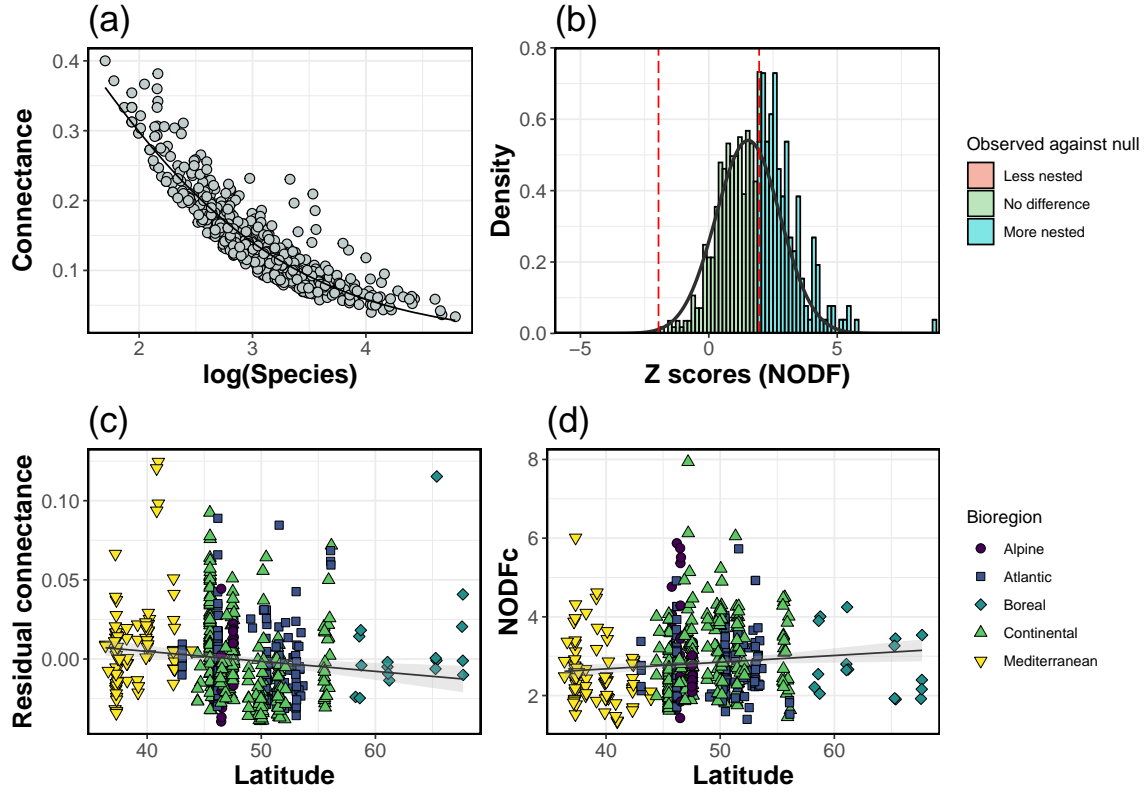 (a)
0.4
0.3
0.2
0.1
Connectance
2
3
4
log(Species)
(b)
0.8
0.6
0.4
0.2
0.0
Density
−5
0
5
Z scores (NODF)
Observed against null
Less nested
No difference
More nested
(c)
0.10
0.05
0.00
Residual connectance
40
50
60
Latitude
(d)
8
6
4
2
NODFc
40
50
60
Latitude
Bioregion
Alpine
Atlantic
Boreal
Continental
Mediterranean